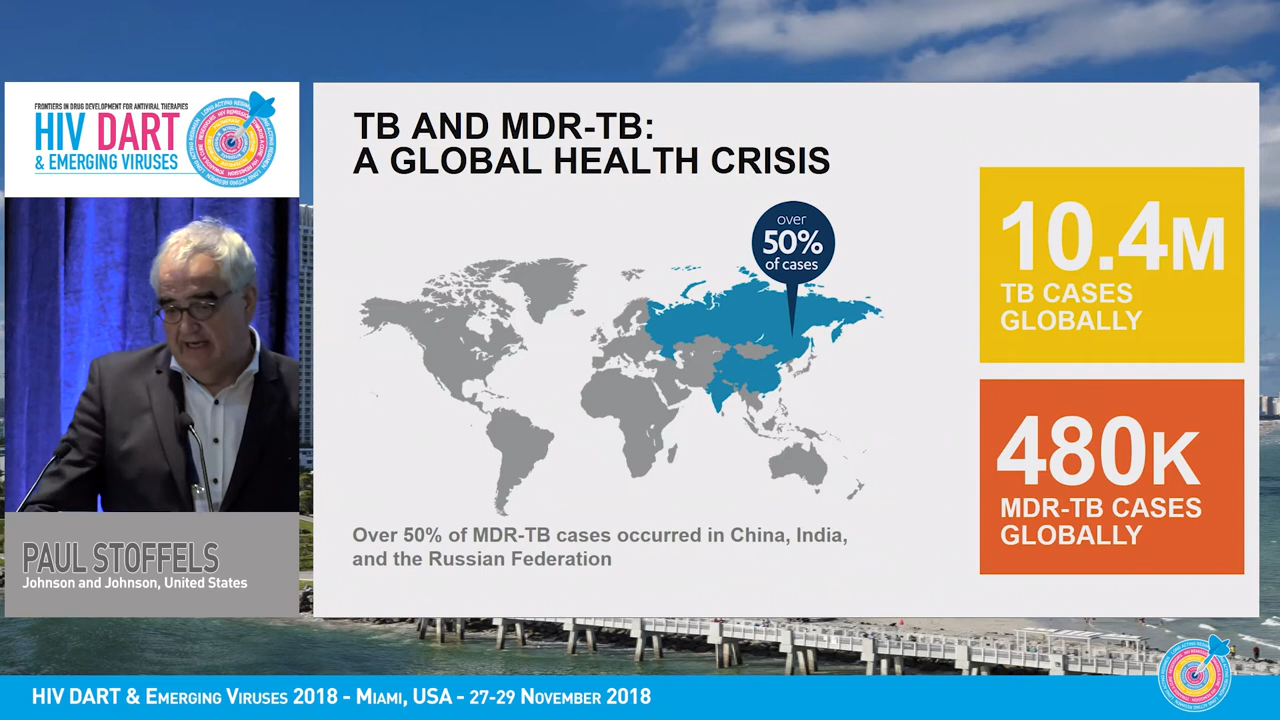 FRONTIERS IN DRUG DEVELOPMENT FOR ANTIVIRAL THERAPIES
HIV DART
& EMERGING VIRUSES
PAUL STOFFELS
Johnson and Johnson, United States
TB AND MDR-TB:
A GLOBAL HEALTH CRISIS
over
50%
of cases
Over 50% of MDR-TB cases occurred in China, India,
and the Russian Federation
10.4M
TB CASES
GLOBALLY
480K
MDR-TB CASES
GLOBALLY
HIV DART & EMERGING VIRUSES 2018 - MIAMI, USA - 27-29 NOVEMBER 2018